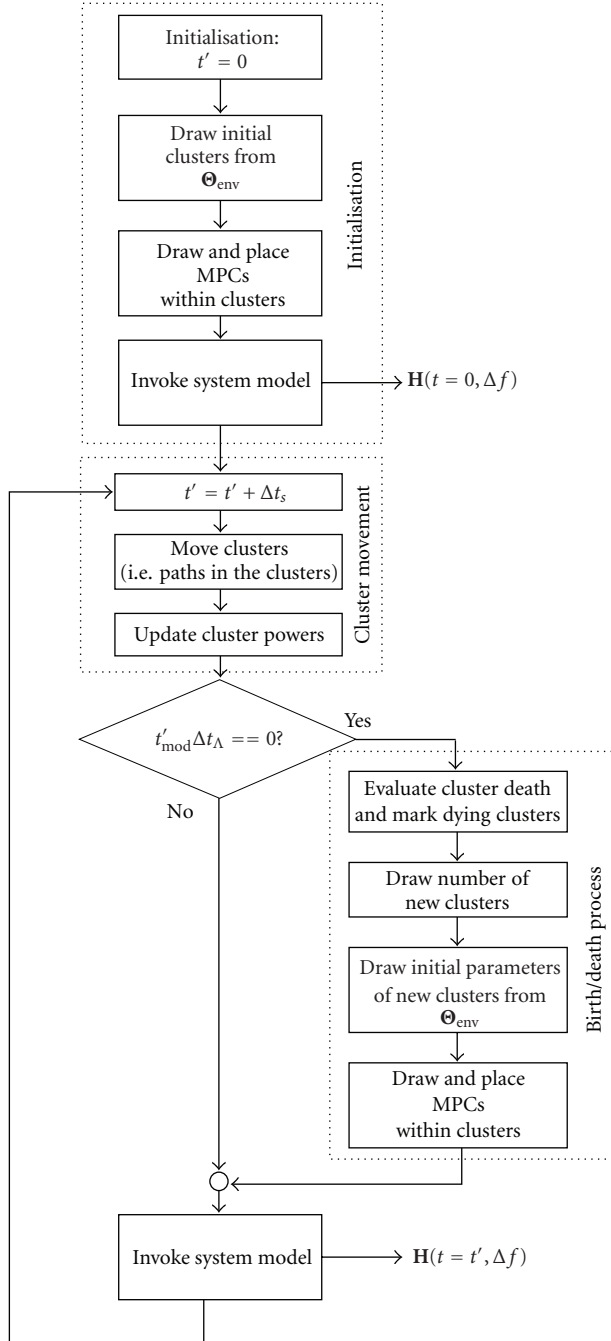 Initialisation:
t′ = 0
Draw initial
clusters from
Θenv
Draw and place
MPCs
within clusters
Invoke system model
Initialisation
H(t = 0, Δf)
t′ = t′ + Δts
Move clusters
(i.e. paths in the clusters)
Update cluster powers
Cluster movement
t′mod ΔtΛ == 0?
Yes
No
Evaluate cluster death
and mark dying clusters
Draw number of
new clusters
Draw initial parameters
of new clusters from
Θenv
Draw and place
MPCs
within clusters
Birth/death process
Invoke system model
H(t = t′, Δf)